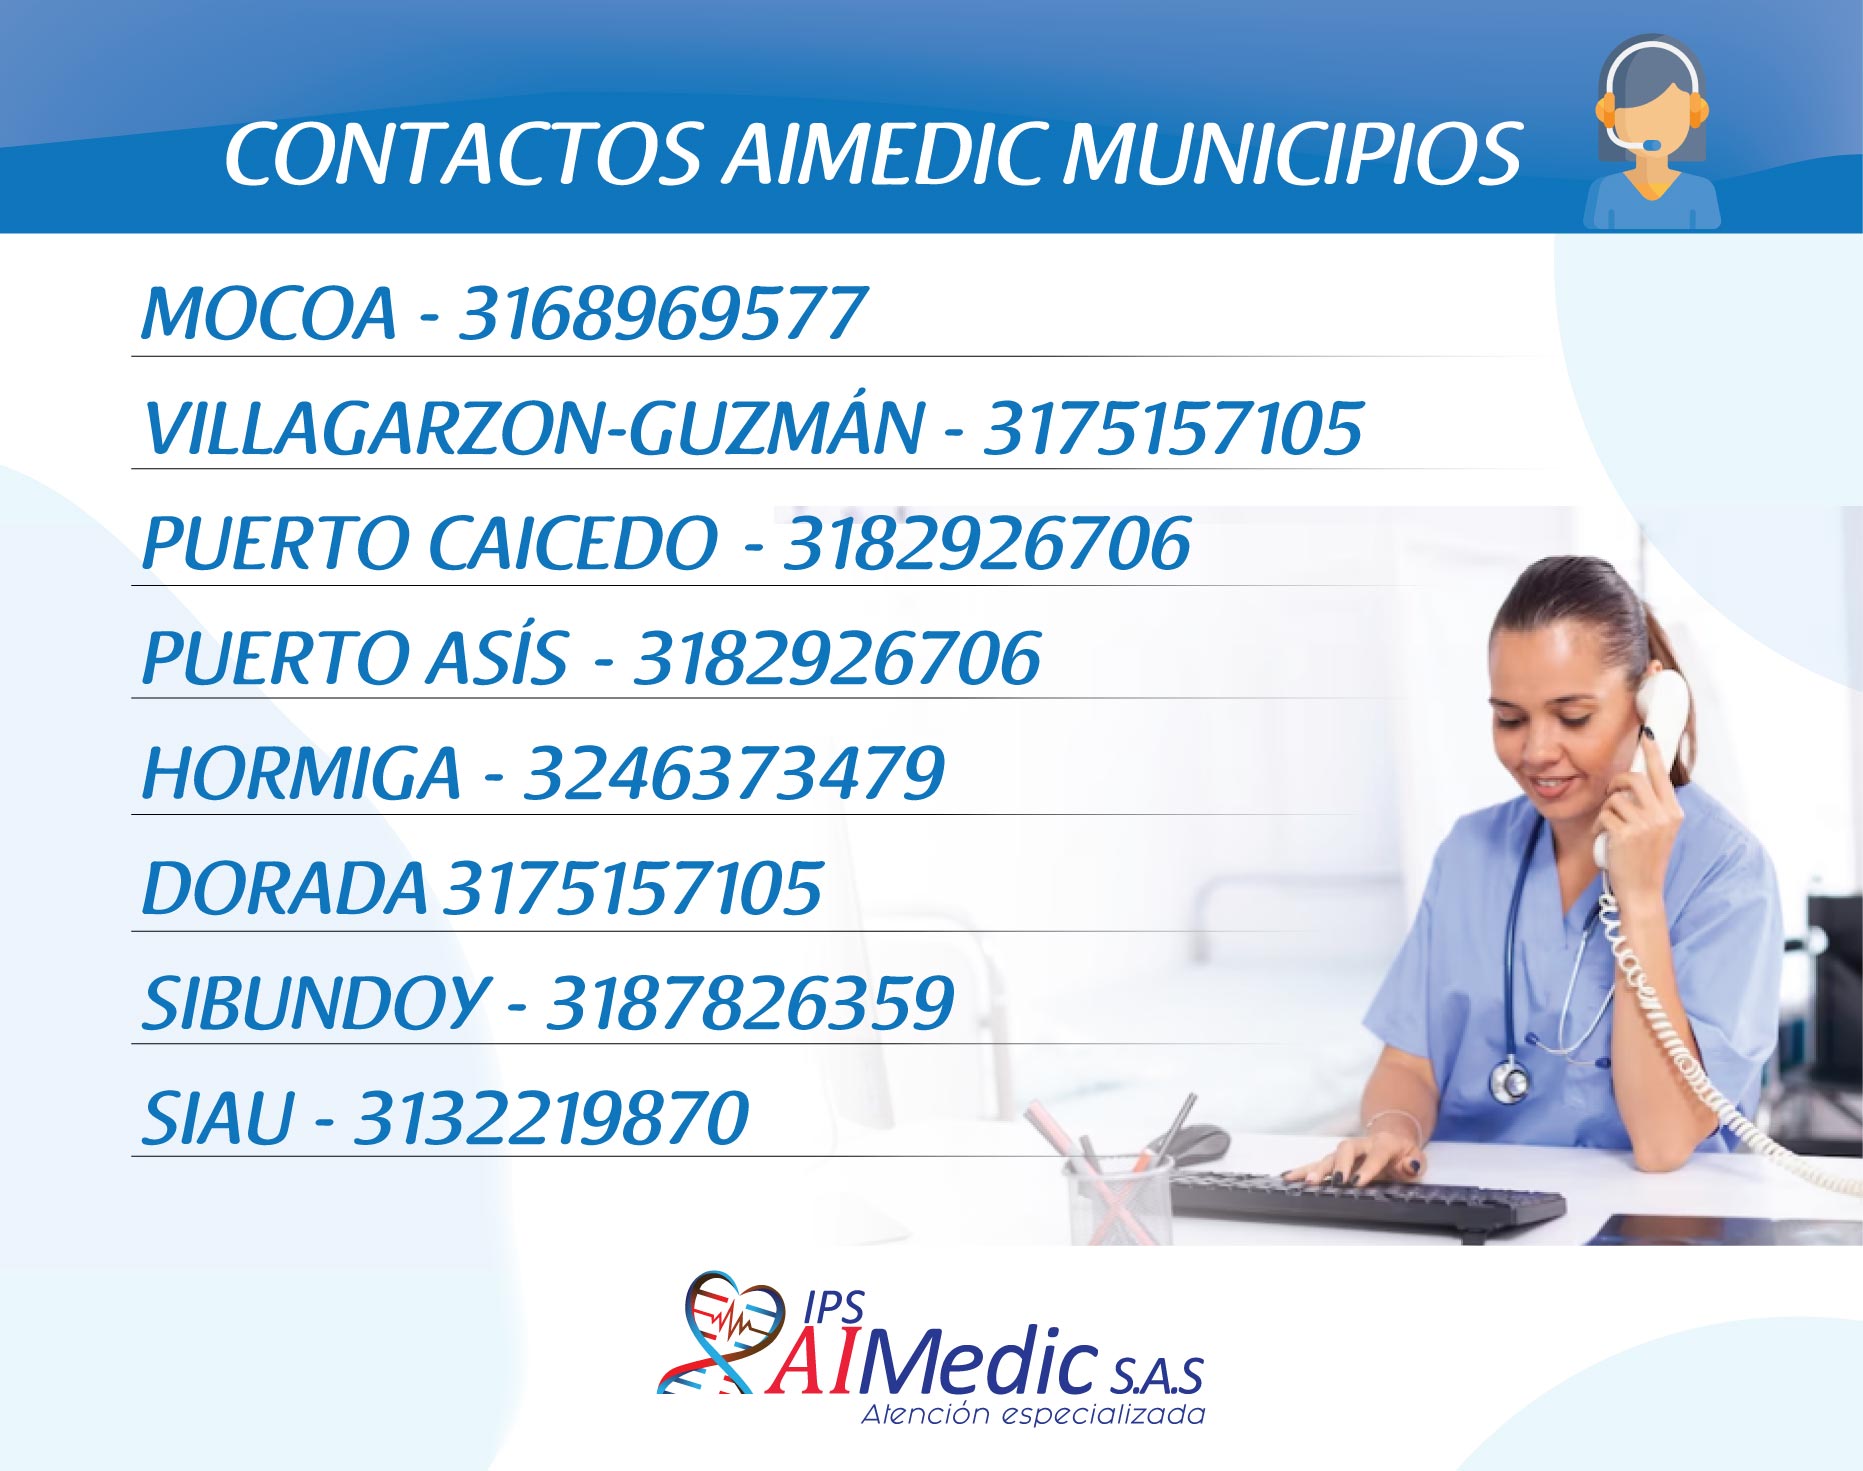 CONTACTOS AIMEDIC MUNICIPIOS
MOCOA - 3168969577
VILLAGARZON-GUZMÁN - 3175157105
PUERTO CAICEDO - 3182926706
PUERTO ASÍS - 3182926706
HORMIGA - 3246373479
DORADA 3175157105
SIBUNDOY - 3187826359
SIAU - 3132219870
IPS
AIMedic S.A.S
Atención especializada